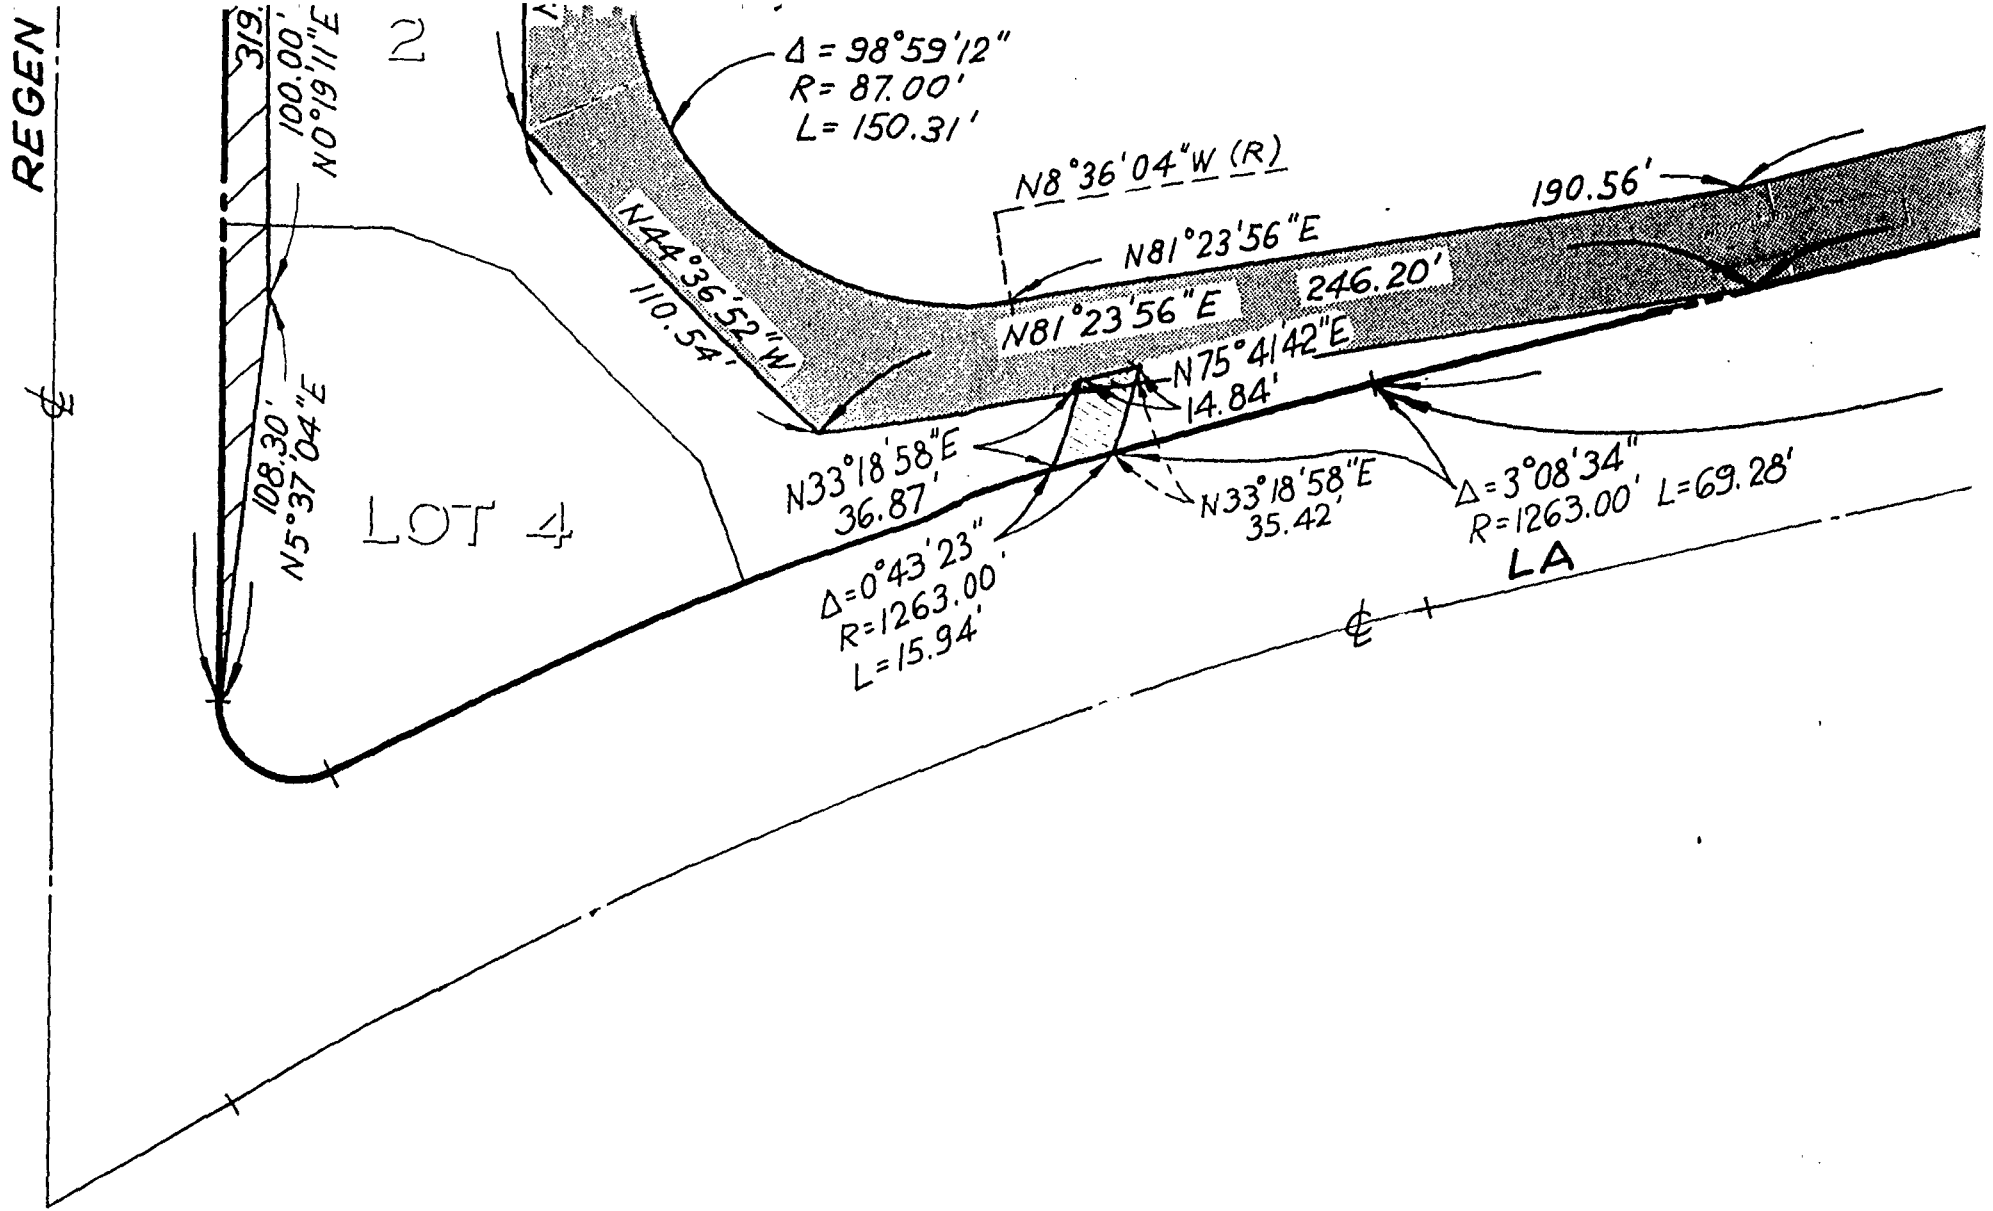 REGEN
319.
100.00'
N0°19'11"E
2
Δ = 98°59'12"
R = 87.00'
L = 150.31'
N8°36'04"W (R)
190.56'
N81°23'56"E
246.20'
N81°23'56"E
N44°36'52"W
110.54'
N75°41'42"E
14.84'
108.30'
N5°37'04"E
LOT 4
N33°18'58"E
36.87'
N33°18'58"E
35.42'
Δ=3°08'34"
R=1263.00' L=69.28'
Δ=0°43'23"
R=1263.00'
L=15.94'
LA
℄
℄